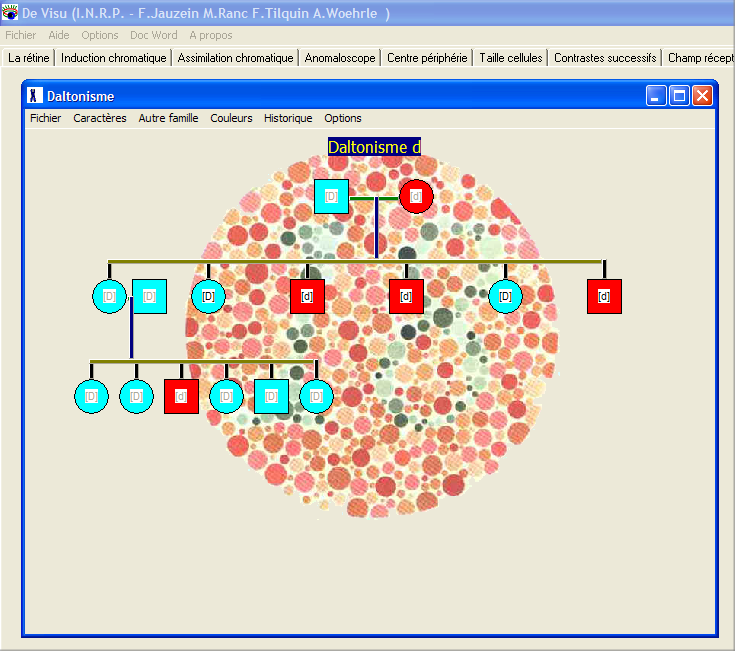 De Visu (I.N.R.P. - F.Jauzein M.Ranc F.Tilquin A.Woehrle )
Fichier Aide Options Doc Word A propos
La rétine Induction chromatique Assimilation chromatique Anomaloscope Centre périphérie Taille cellules Contrastes successifs Champ récept
Daltonisme
Fichier Caractères Autre famille Couleurs Historique Options
Daltonisme d
[D] [d]
[D] [D] [D] [d] [d] [D] [d]
[D] [D] [d] [D] [D] [D]